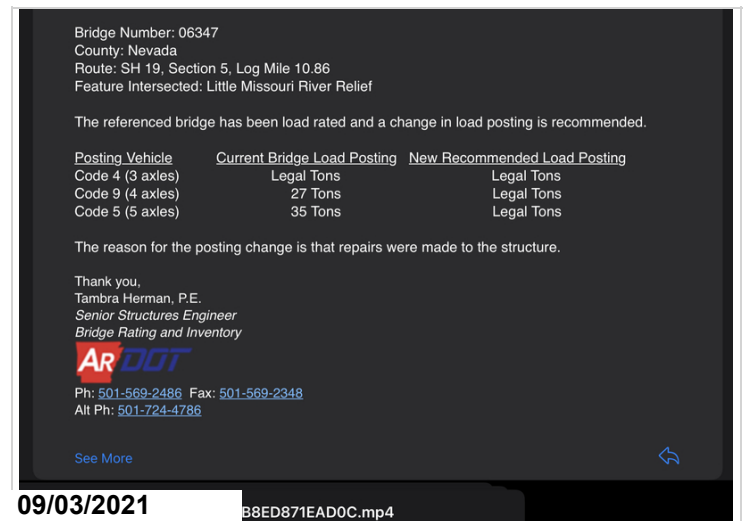 Bridge Number: 06347
County: Nevada
Route: SH 19, Section 5, Log Mile 10.86
Feature Intersected: Little Missouri River Relief
The referenced bridge has been load rated and a change in load posting is recommended.
Posting Vehicle Current Bridge Load Posting New Recommended Load Posting
Code 4 (3 axles) Legal Tons Legal Tons
Code 9 (4 axles) 27 Tons Legal Tons
Code 5 (5 axles) 35 Tons Legal Tons
The reason for the posting change is that repairs were made to the structure.
Thank you,
Tambra Herman, P.E.
Senior Structures Engineer
Bridge Rating and Inventory
ARDOT
Ph: 501-569-2486 Fax: 501-569-2348
Alt Ph: 501-724-4786
See More
09/03/2021
B8ED871EAD0C.mp4